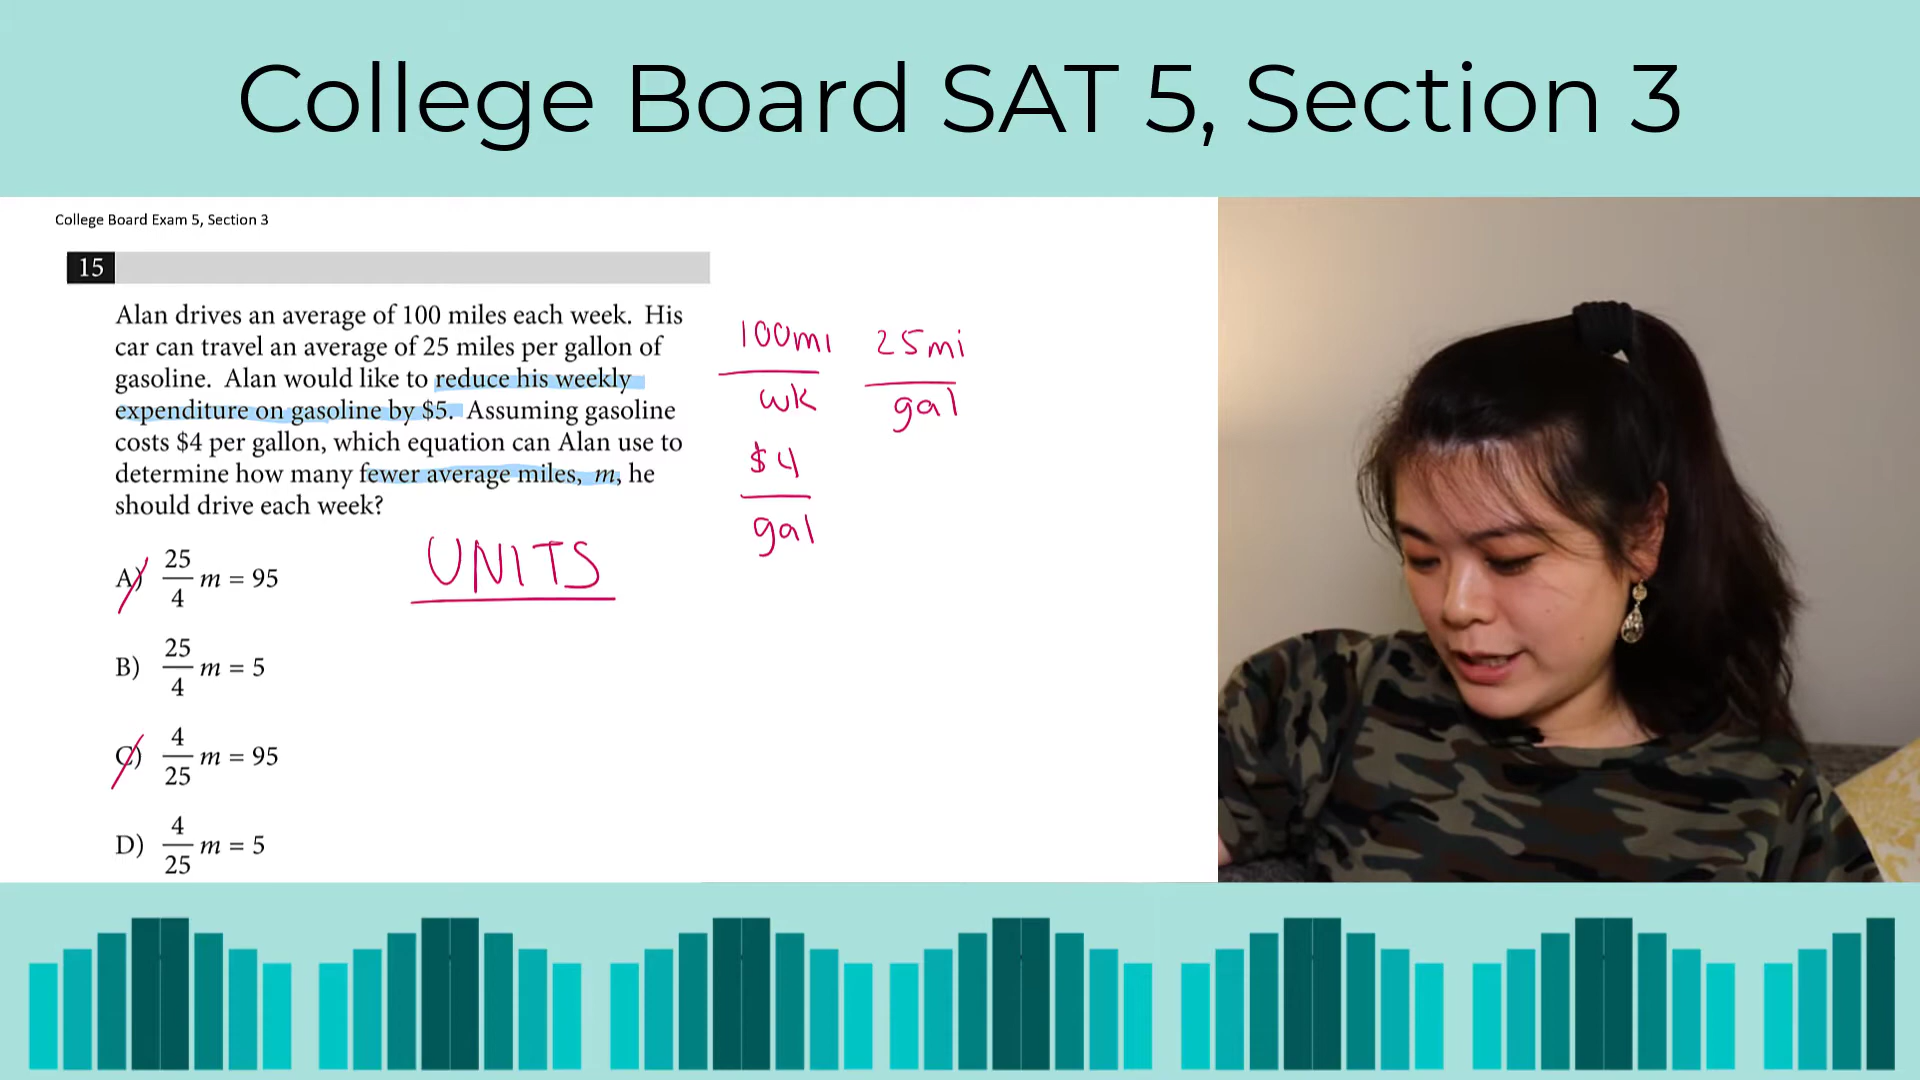 College Board SAT 5, Section 3
College Board Exam 5, Section 3
15
Alan drives an average of 100 miles each week. His
car can travel an average of 25 miles per gallon of
gasoline. Alan would like to reduce his weekly
expenditure on gasoline by $5. Assuming gasoline
costs $4 per gallon, which equation can Alan use to
determine how many fewer average miles, m, he
should drive each week?
A) 25/4 m = 95
B) 25/4 m = 5
C) 4/25 m = 95
D) 4/25 m = 5
UNITS
100mi
wk
25mi
gal
$4
gal